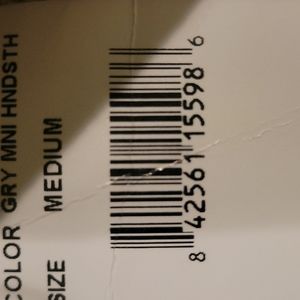 COLOR GRY MNI HNDSTH
SIZE MEDIUM
8 42561 15598 6